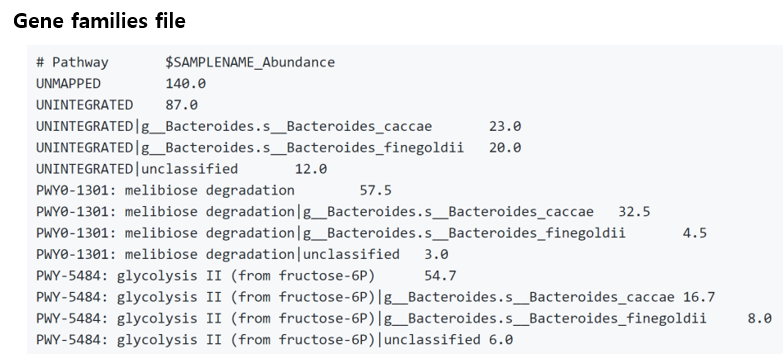 Gene families file
# Pathway $SAMPLENAME_Abundance
UNMAPPED 140.0
UNINTEGRATED 87.0
UNINTEGRATED|g__Bacteroides.s__Bacteroides_caccae 23.0
UNINTEGRATED|g__Bacteroides.s__Bacteroides_finegoldii 20.0
UNINTEGRATED|unclassified 12.0
PWY0-1301: melibiose degradation 57.5
PWY0-1301: melibiose degradation|g__Bacteroides.s__Bacteroides_caccae 32.5
PWY0-1301: melibiose degradation|g__Bacteroides.s__Bacteroides_finegoldii 4.5
PWY0-1301: melibiose degradation|unclassified 3.0
PWY-5484: glycolysis II (from fructose-6P) 54.7
PWY-5484: glycolysis II (from fructose-6P)|g__Bacteroides.s__Bacteroides_caccae 16.7
PWY-5484: glycolysis II (from fructose-6P)|g__Bacteroides.s__Bacteroides_finegoldii 8.0
PWY-5484: glycolysis II (from fructose-6P)|unclassified 6.0